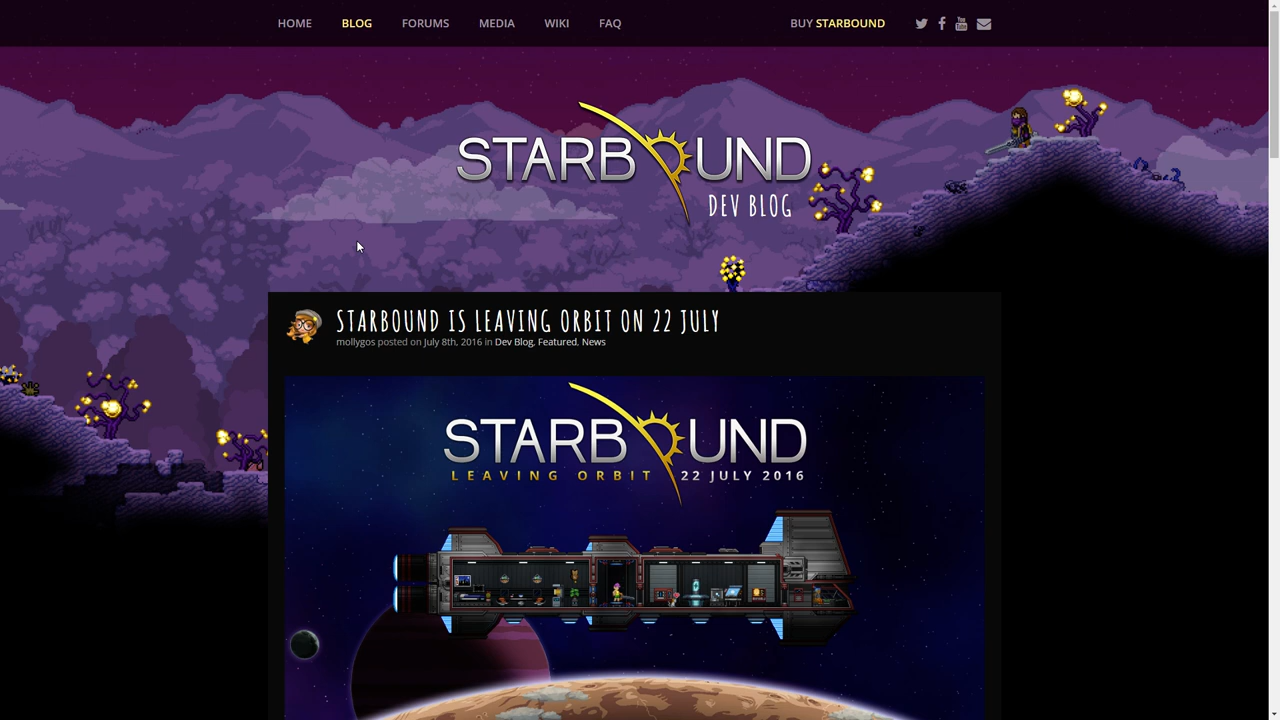 HOME BLOG FORUMS MEDIA WIKI FAQ BUY STARBOUND
STARBOUND
DEV BLOG
STARBOUND IS LEAVING ORBIT ON 22 JULY
mollygos posted on July 8th, 2016 in Dev Blog, Featured, News
STARBOUND
LEAVING ORBIT 22 JULY 2016